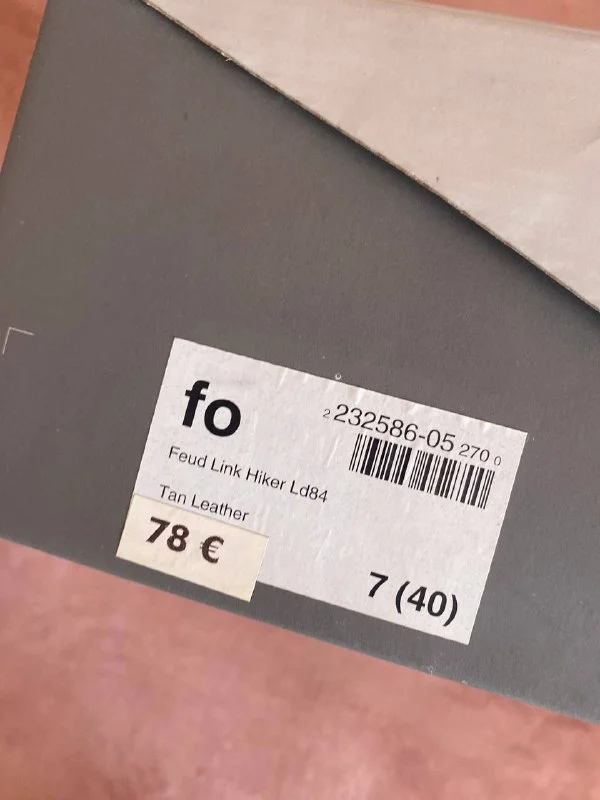 fo
2 232586-05 270 0
Feud Link Hiker Ld84
Tan Leather
78 €
7 (40)